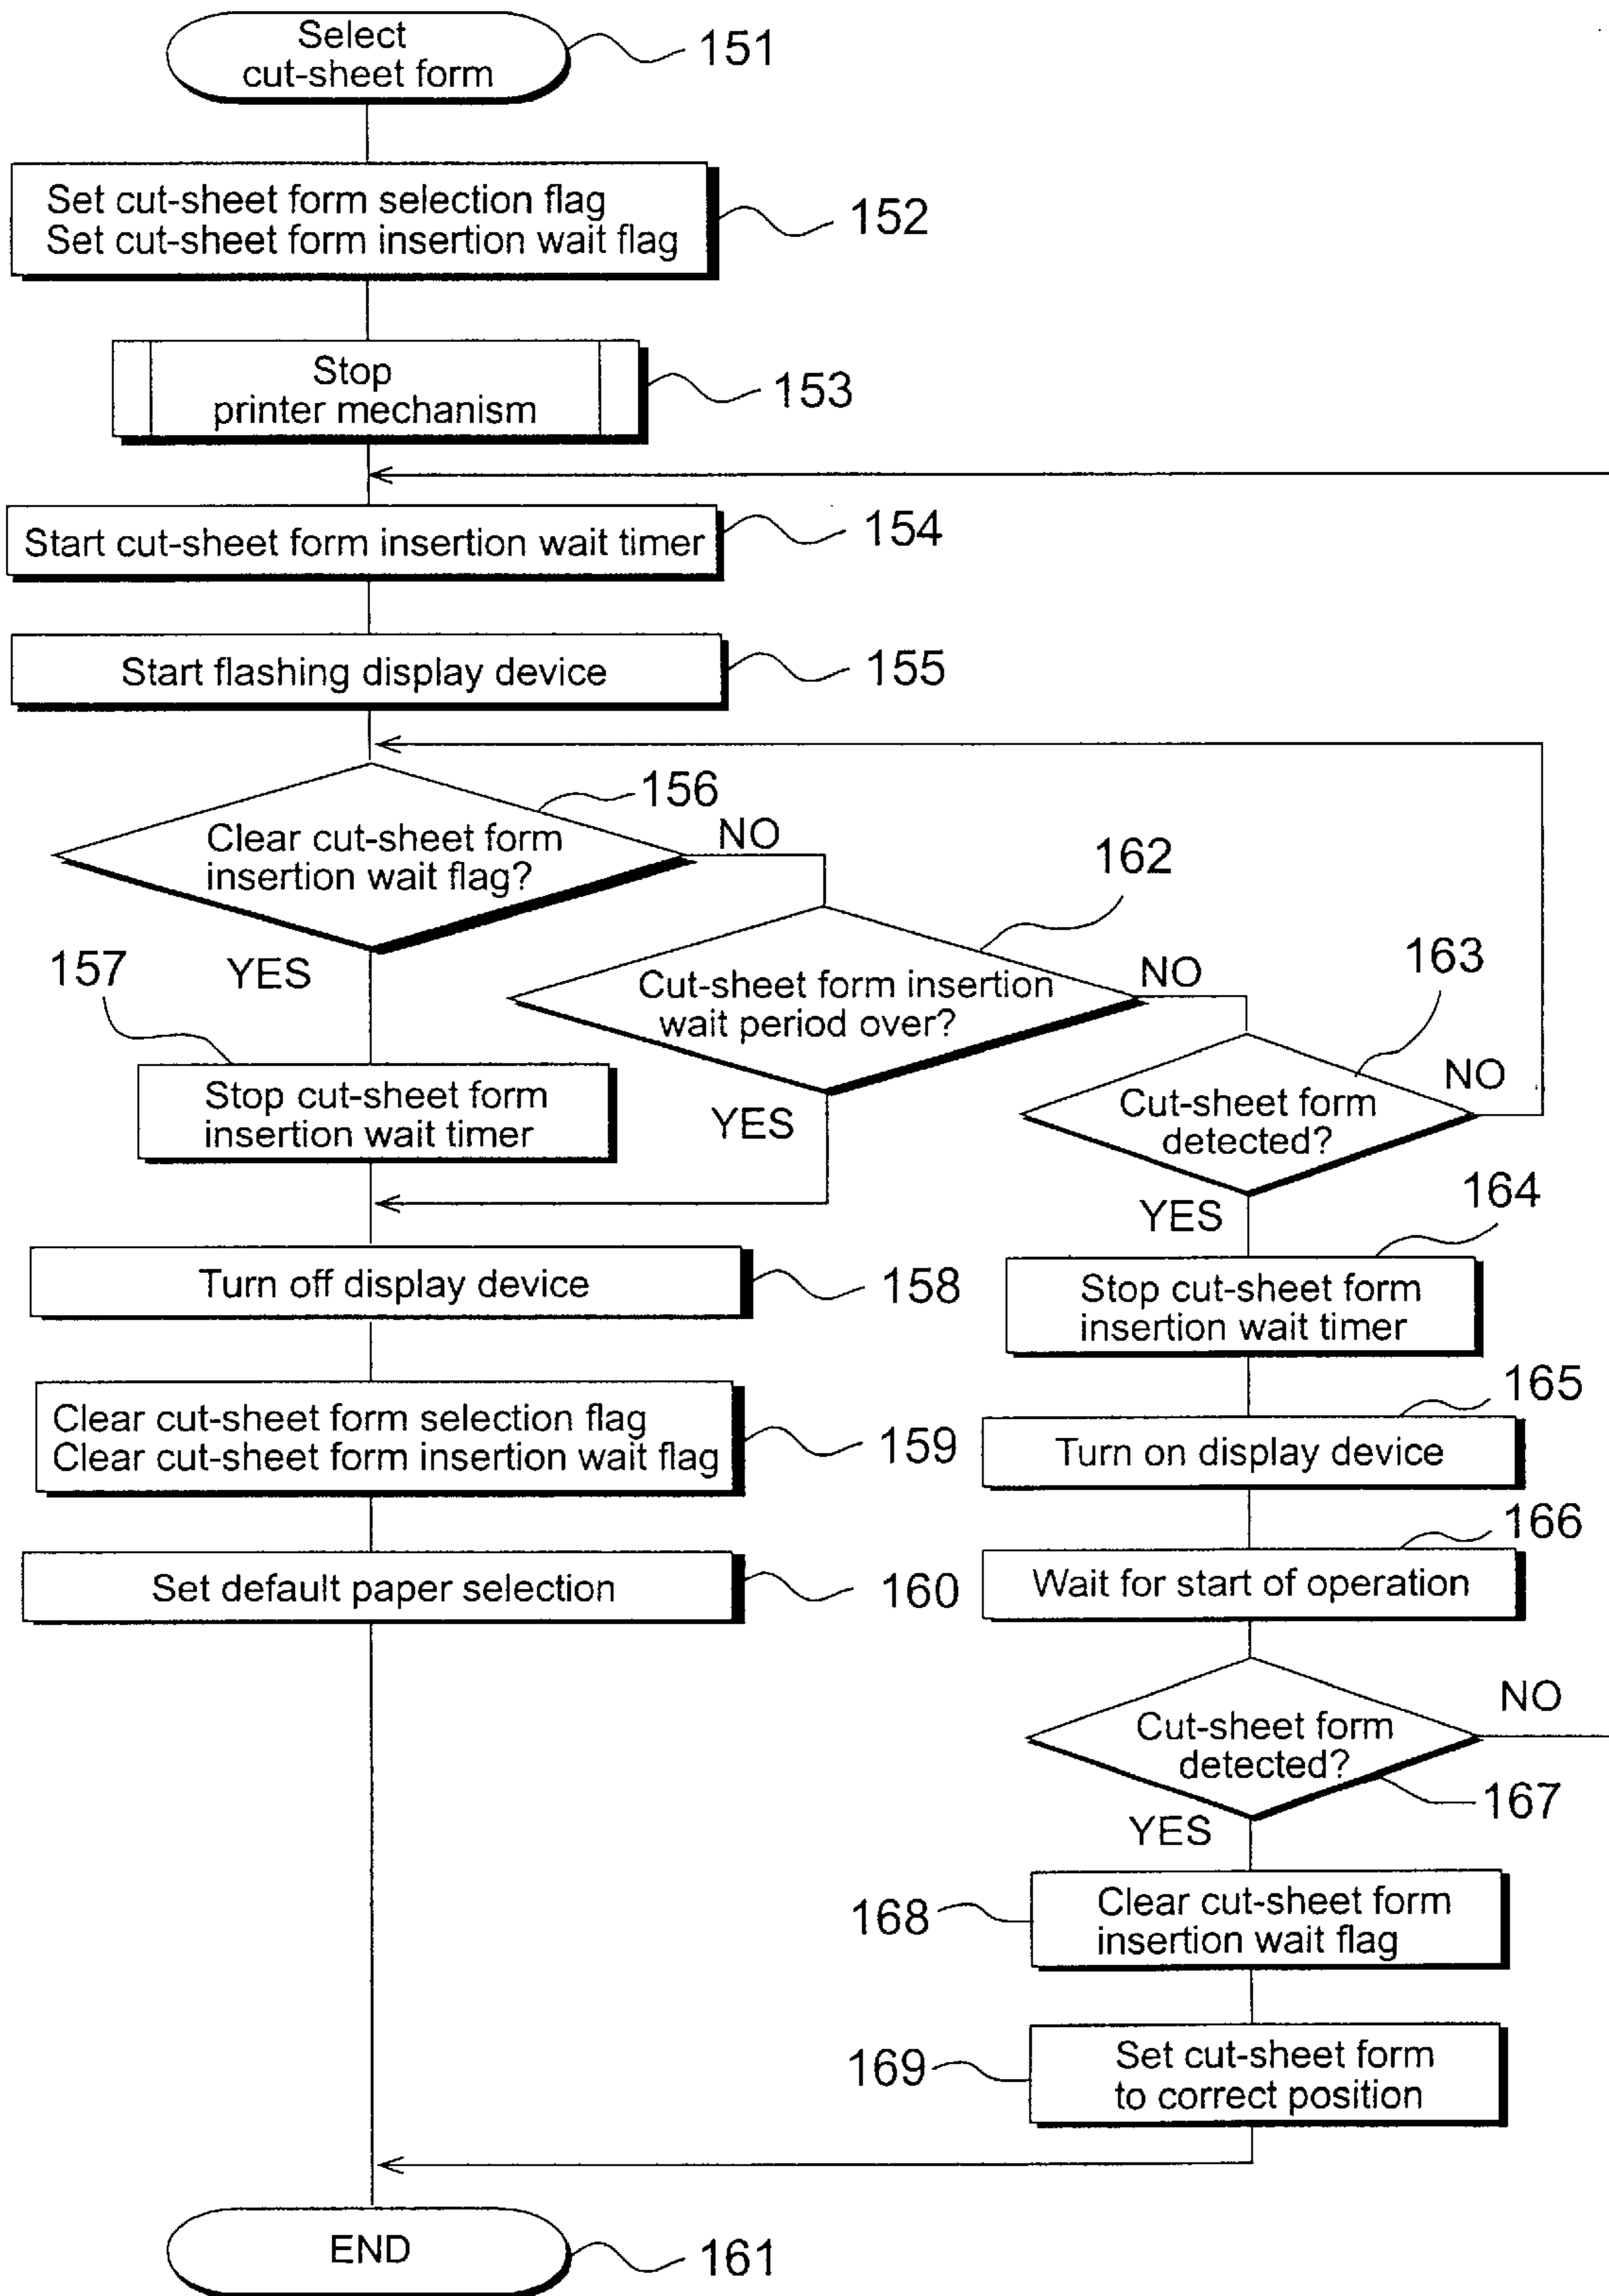 Select
cut-sheet form
151
Set cut-sheet form selection flag
Set cut-sheet form insertion wait flag
152
Stop
printer mechanism
153
Start cut-sheet form insertion wait timer
154
Start flashing display device
155
156
Clear cut-sheet form
insertion wait flag?
NO
YES
162
Cut-sheet form insertion
wait period over?
NO
YES
163
Cut-sheet form
detected?
NO
YES
157
Stop cut-sheet form
insertion wait timer
164
Stop cut-sheet form
insertion wait timer
Turn off display device
158
165
Turn on display device
Clear cut-sheet form selection flag
Clear cut-sheet form insertion wait flag
159
166
Wait for start of operation
Set default paper selection
160
Cut-sheet form
detected?
NO
167
YES
168
Clear cut-sheet form
insertion wait flag
169
Set cut-sheet form
to correct position
END
161